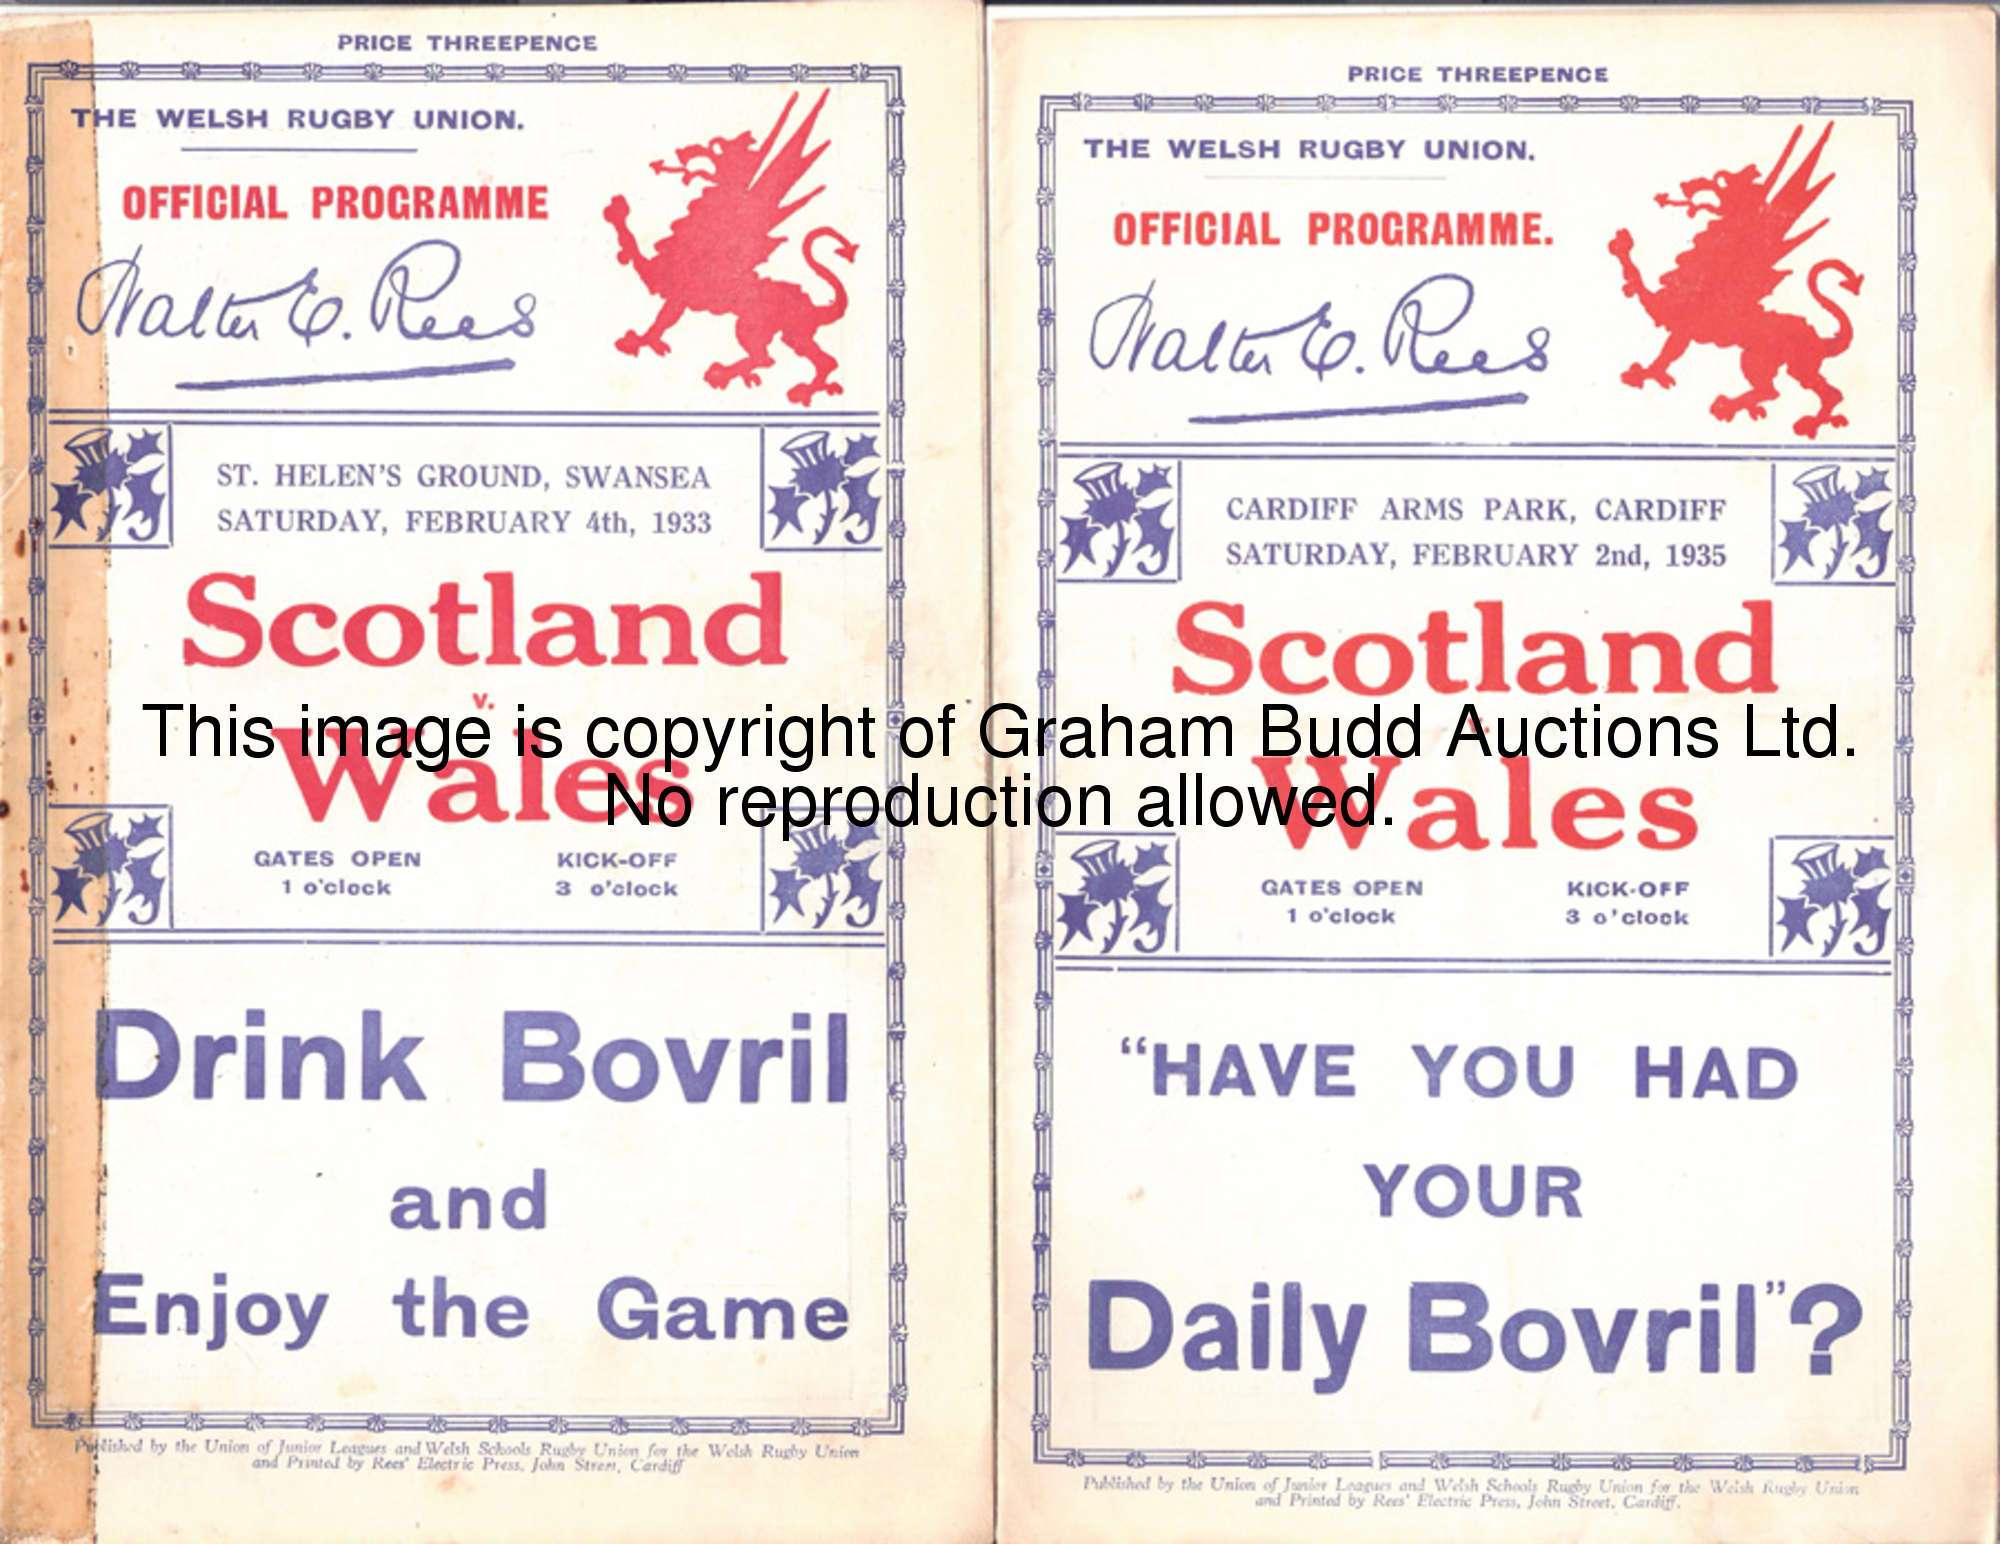 PRICE THREEPENCE
THE WELSH RUGBY UNION.
OFFICIAL PROGRAMME
Walter E. Rees
ST. HELEN'S GROUND, SWANSEA
SATURDAY, FEBRUARY 4th, 1933
Scotland
v.
Wales
GATES OPEN KICK-OFF
1 o'clock 3 o'clock
Drink Bovril
and
Enjoy the Game
Published by the Union of Junior Leagues and Welsh Schools Rugby Union for the Welsh Rugby Union
and Printed by Rees' Electric Press, John Street, Cardiff
PRICE THREEPENCE
THE WELSH RUGBY UNION.
OFFICIAL PROGRAMME.
Walter E. Rees
CARDIFF ARMS PARK, CARDIFF
SATURDAY, FEBRUARY 2nd, 1935
Scotland
Wales
GATES OPEN KICK-OFF
1 o'clock 3 o'clock
"HAVE YOU HAD
YOUR
Daily Bovril"?
Published by the Union of Junior Leagues and Welsh Schools Rugby Union for the Welsh Rugby Union
and Printed by Rees' Electric Press, John Street, Cardiff.
This image is copyright of Graham Budd Auctions Ltd.
No reproduction allowed.